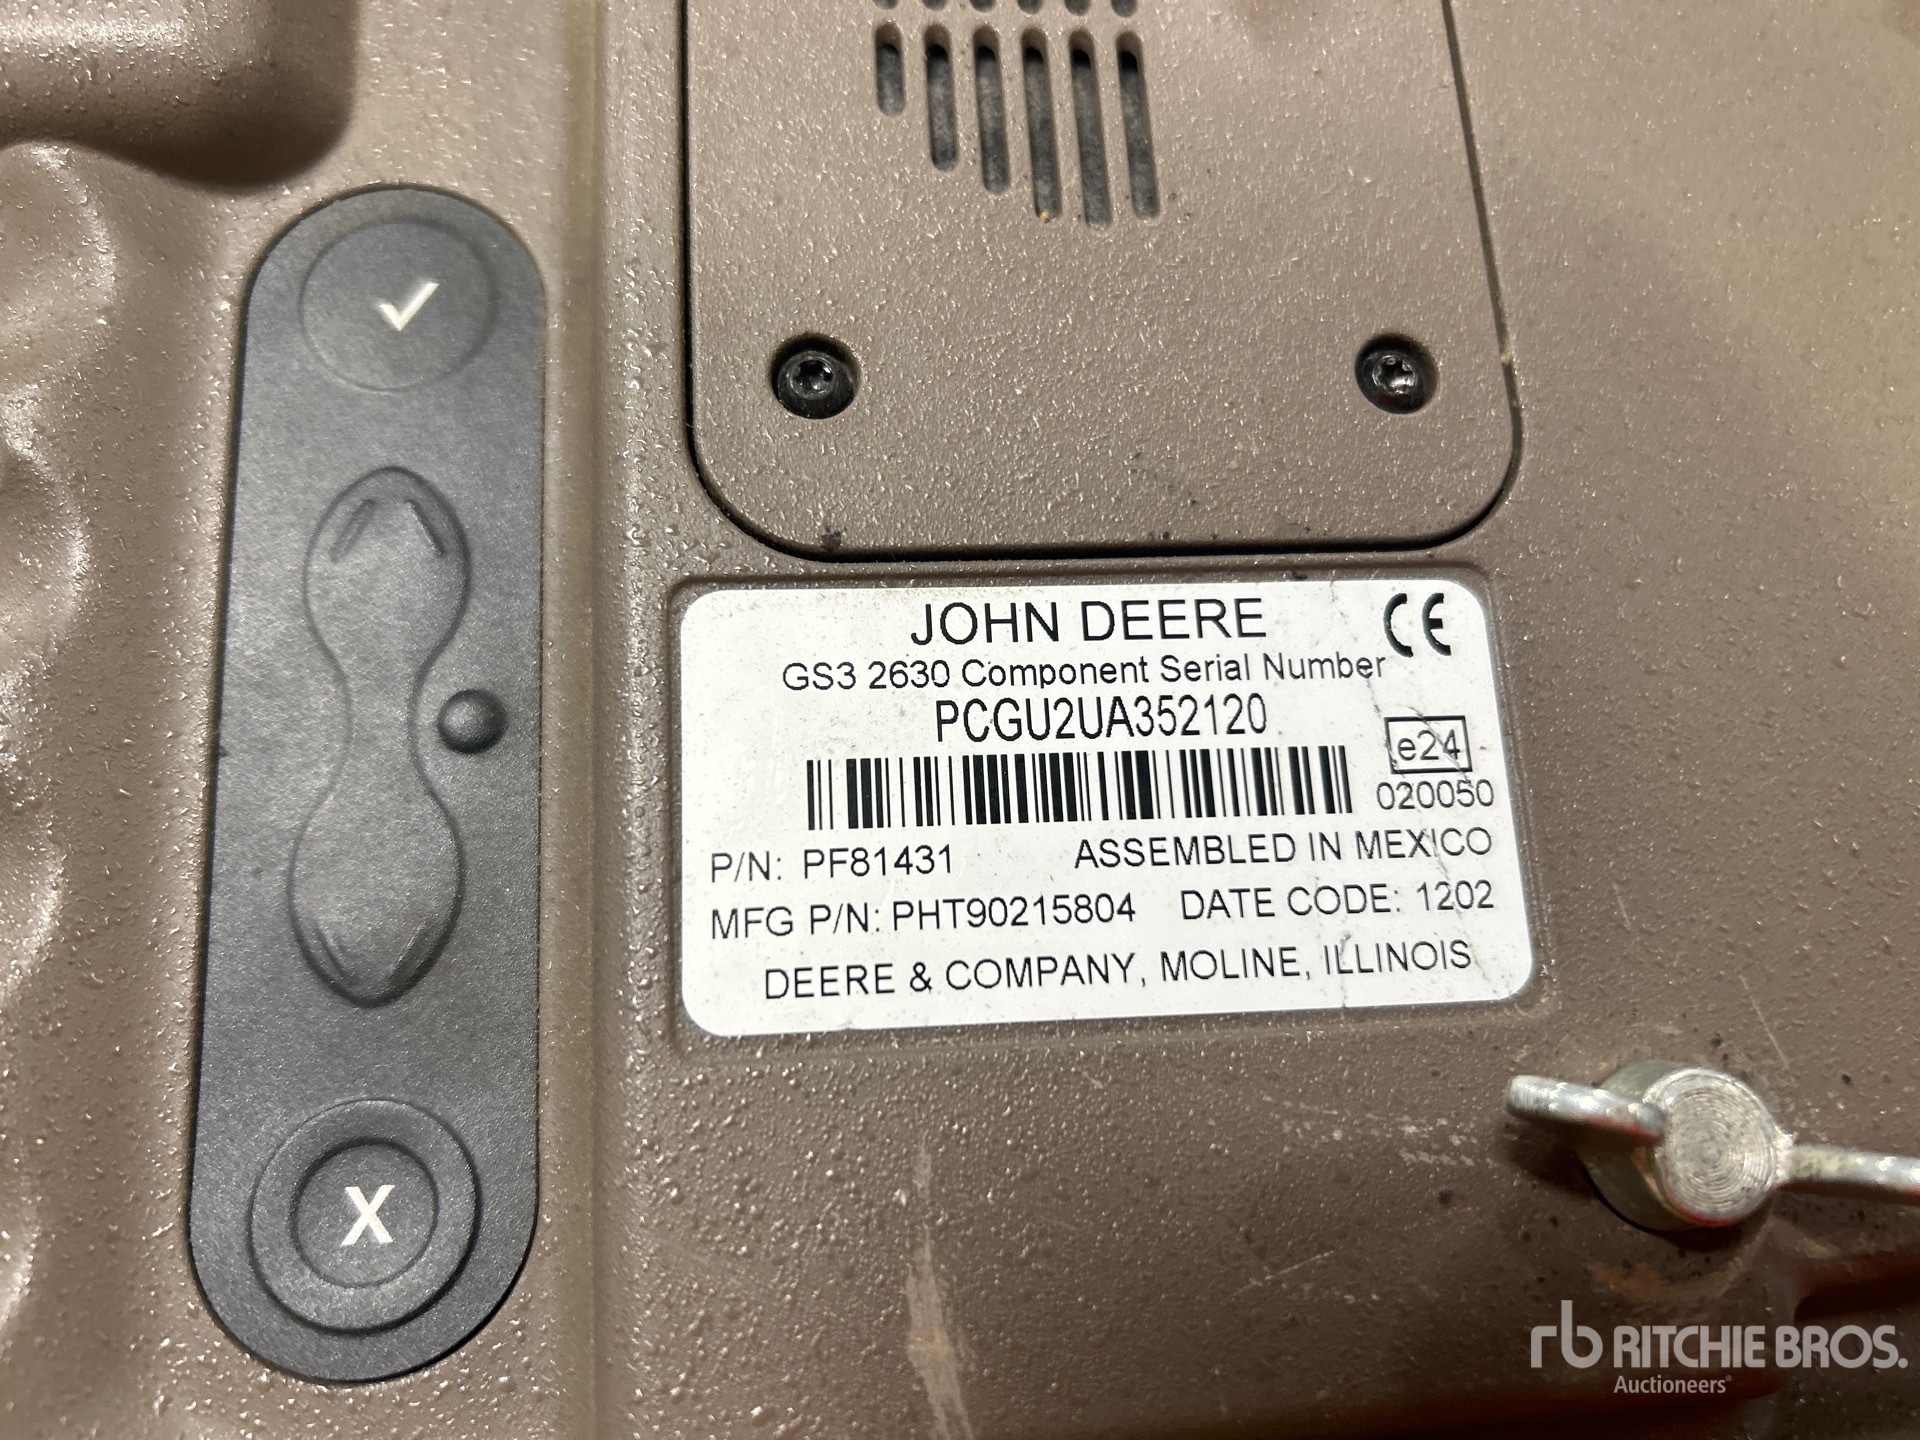 JOHN DEERE
CE
GS3 2630 Component Serial Number
PCGU2UA352120
e24
020050
P/N: PF81431 ASSEMBLED IN MEXICO
MFG P/N: PHT90215804 DATE CODE: 1202
DEERE & COMPANY, MOLINE, ILLINOIS
X
rb RITCHIE BROS.
Auctioneers®